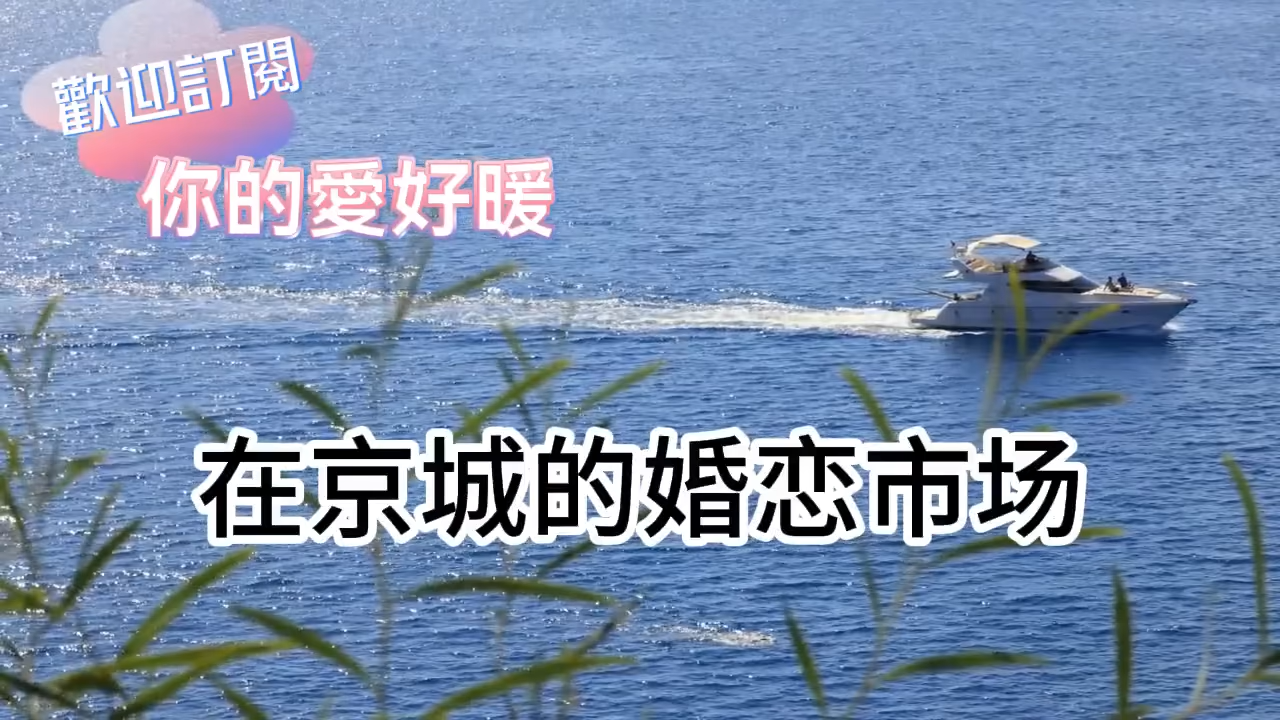 歡迎訂閱
你的愛好暖
在京城的婚恋市场